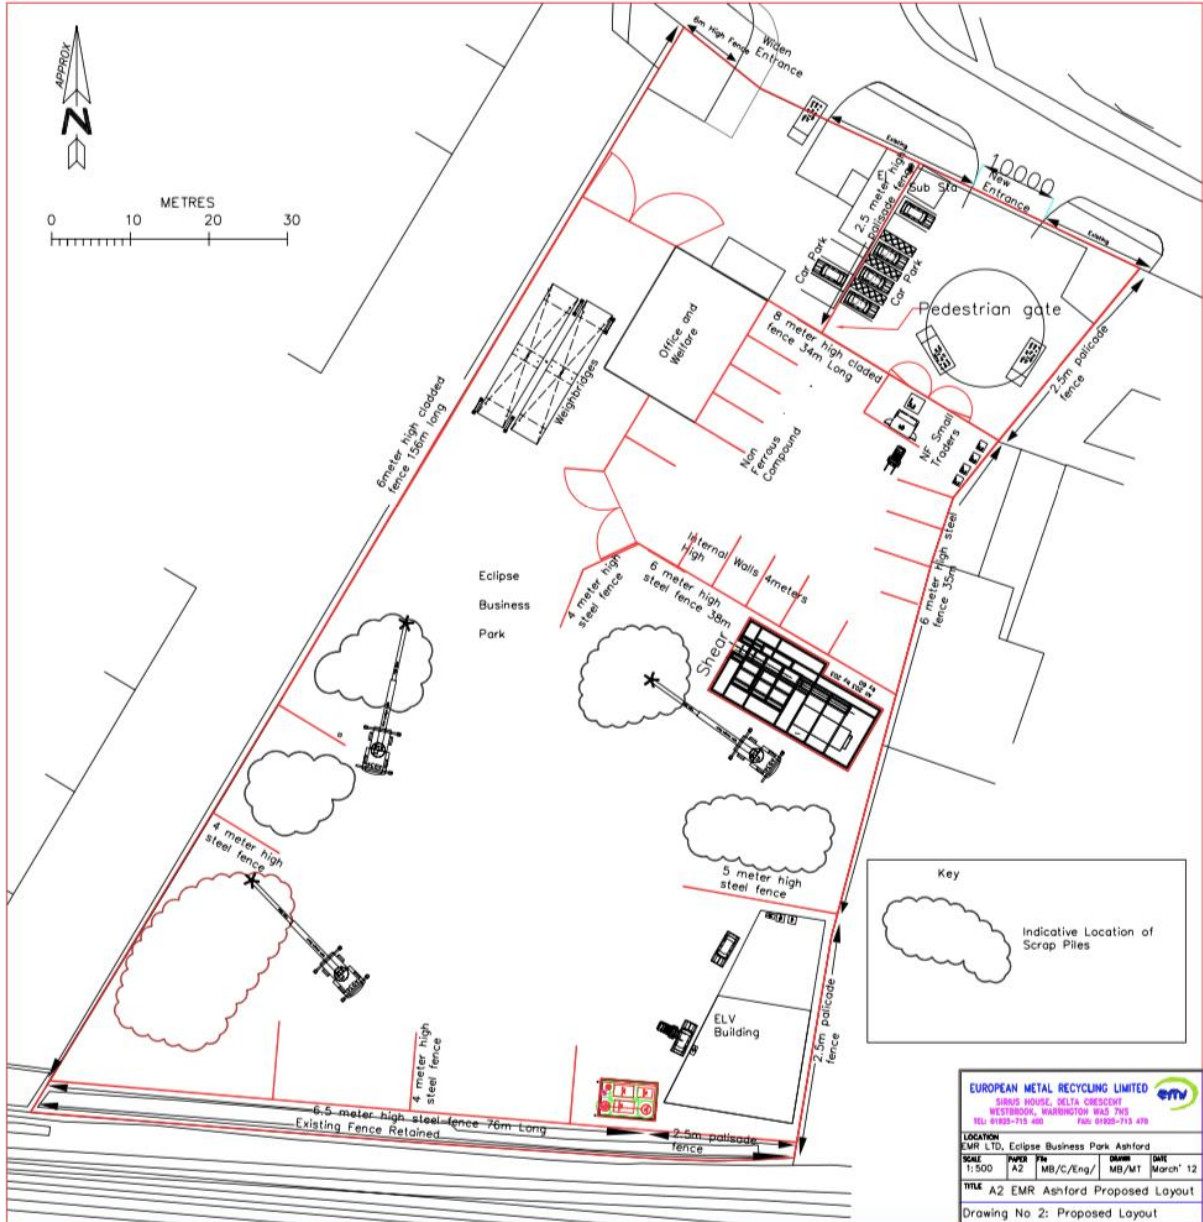 APPROX
N
METRES
0 10 20 30
6m High Fence
Widen
Entrance
Existing
10000
New
Entrance
Existing
Sub Sta
2.5 meter high
palisade fence
Car Park
Car Park
Pedestrian gate
8 meter high claded
fence 34m Long
2.5m palicade
fence
Office and
Welfare
Weighbridges
6meter high cladded
fence 156m long
Non
Ferrous
Compound
NF Small
Traders
6 meter high steel
fence 35m
Internal Walls 4meters
High
6 meter high
steel fence 38m
4 meter high
steel fence
Eclipse
Business
Park
Shear
4 meter high
steel fence
5 meter high
steel fence
ELV
Building
2.5m palicade
fence
4 meter high
steel fence
6.5 meter high steel fence 76m Long
Existing Fence Retained
2.5m palisade
fence
Key
Indicative Location of
Scrap Piles
EUROPEAN METAL RECYCLING LIMITED
emr
SIRIUS HOUSE, DELTA CRESCENT
WESTBROOK, WARRINGTON WA5 7NS
LOCATION
EMR LTD, Eclipse Business Park Ashford
SCALE PAPER File DRAWN DATE
1:500 A2 MB/C/Eng/ MB/MT March' 12
TITLE A2 EMR Ashford Proposed Layout
Drawing No 2: Proposed Layout